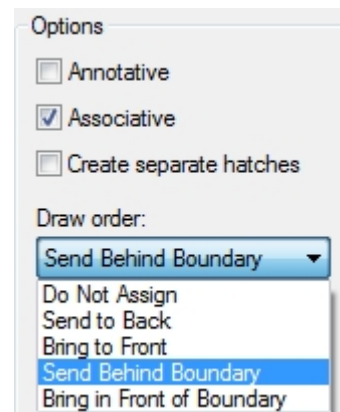 Options
Annotative
Associative
Create separate hatches
Draw order:
Send Behind Boundary
Do Not Assign
Send to Back
Bring to Front
Send Behind Boundary
Bring in Front of Boundary